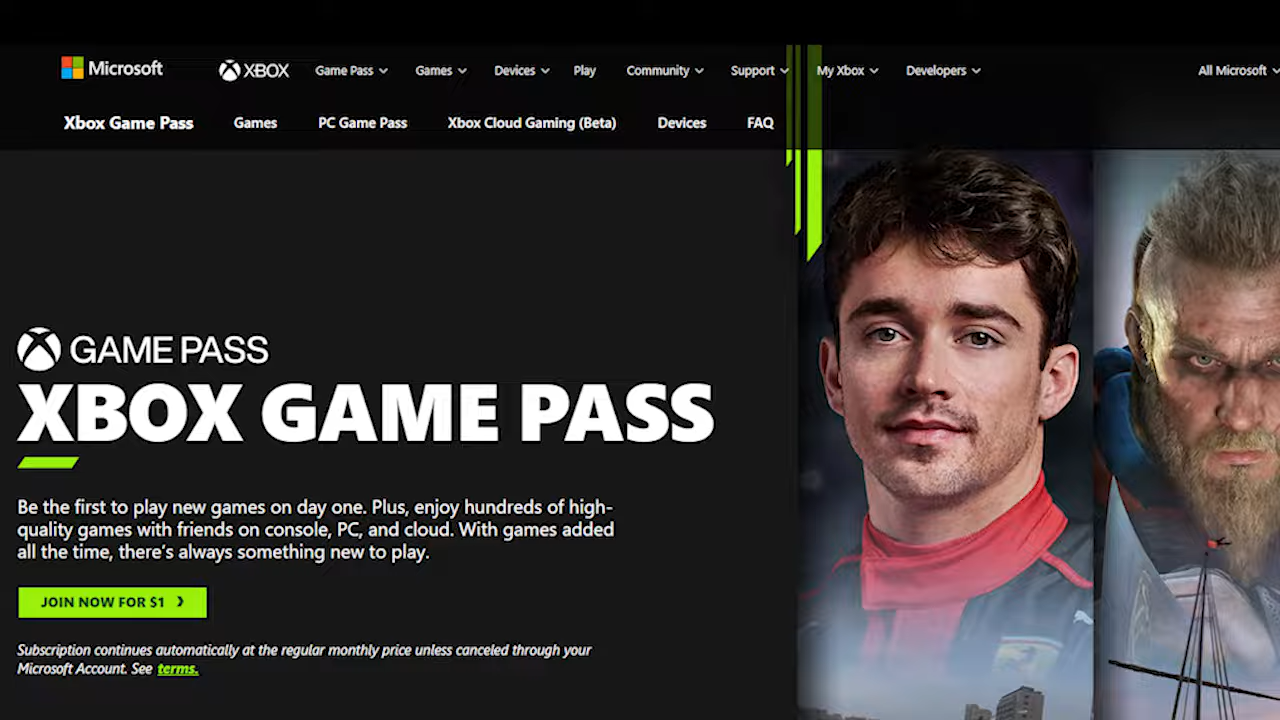 Microsoft XBOX Game Pass Games Devices Play Community Support My Xbox Developers All Microsoft
Xbox Game Pass Games PC Game Pass Xbox Cloud Gaming (Beta) Devices FAQ
GAME PASS
XBOX GAME PASS
Be the first to play new games on day one. Plus, enjoy hundreds of high-
quality games with friends on console, PC, and cloud. With games added
all the time, there's always something new to play.
JOIN NOW FOR $1
Subscription continues automatically at the regular monthly price unless canceled through your
Microsoft Account. See terms.